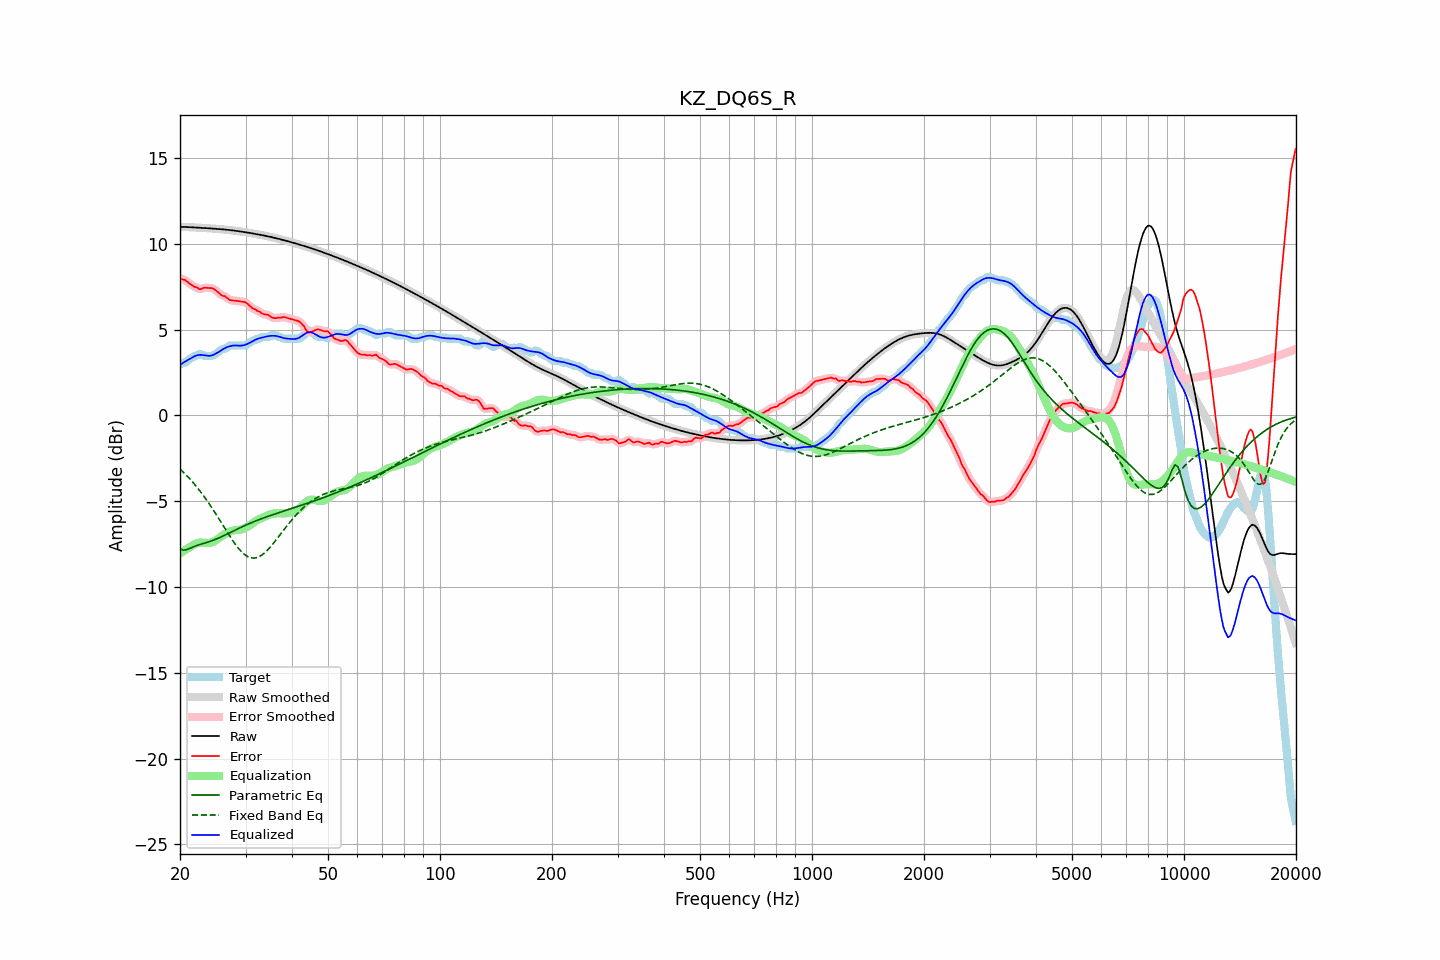 KZ_DQ6S_R
Amplitude (dBr)
15
10
5
0
−5
−10
−15
−20
−25
Target
Raw Smoothed
Error Smoothed
Raw
Error
Equalization
Parametric Eq
Fixed Band Eq
Equalized
20 50 100 200 500 1000 2000 5000 10000 20000
Frequency (Hz)